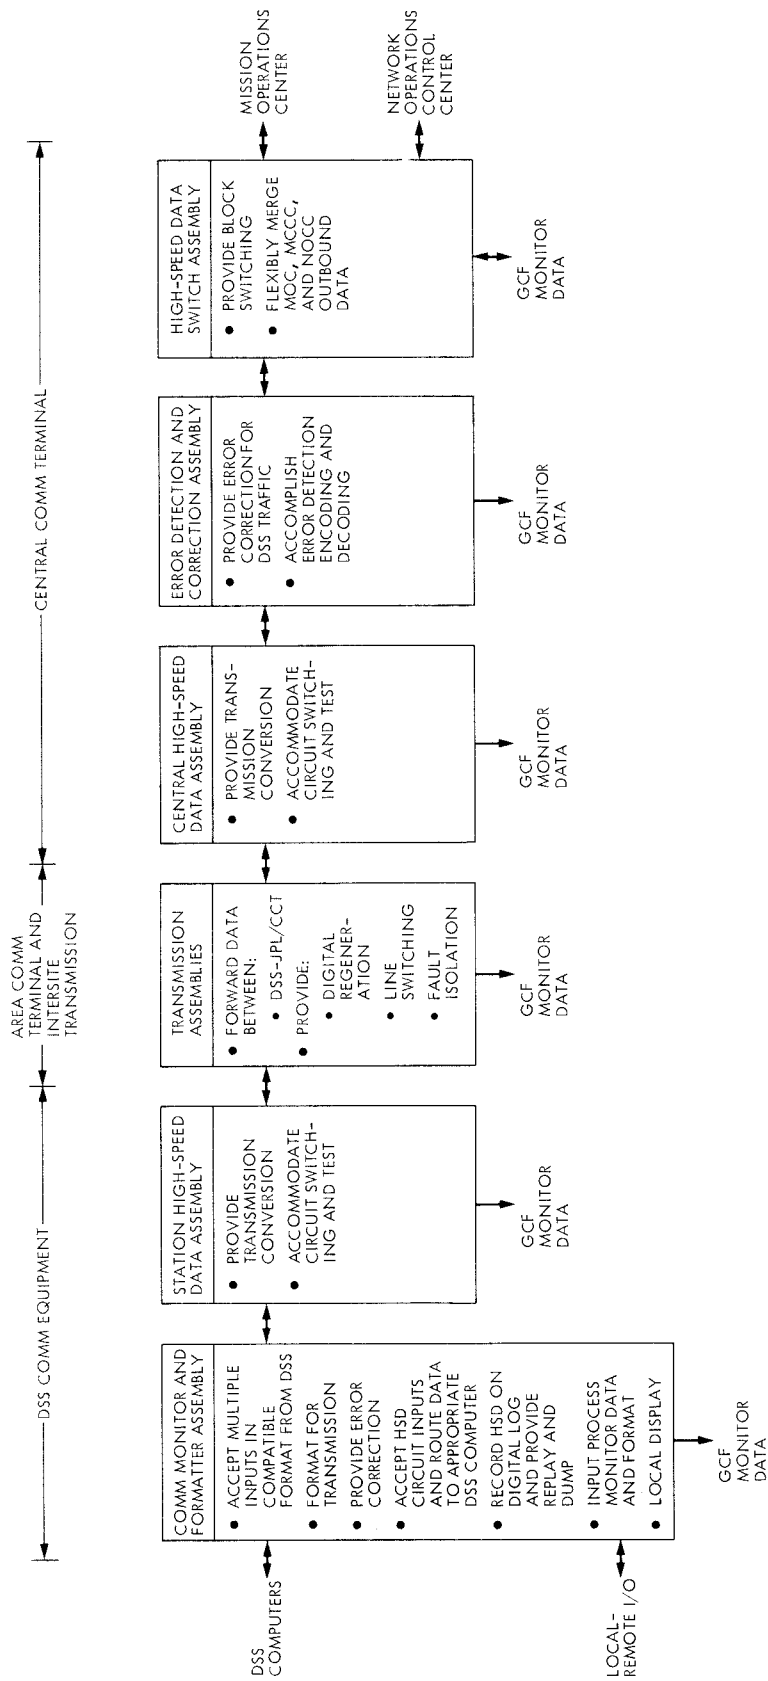 DSS COMM EQUIPMENT
AREA COMM
TERMINAL AND
INTERSITE
TRANSMISSION
CENTRAL COMM TERMINAL
DSS
COMPUTERS
LOCAL-
REMOTE I/O
COMM MONITOR AND
FORMATTER ASSEMBLY
• ACCEPT MULTIPLE
INPUTS IN
COMPATIBLE
FORMAT FROM DSS
• FORMAT FOR
TRANSMISSION
• PROVIDE ERROR
CORRECTION
• ACCEPT HSD
CIRCUIT INPUTS
AND ROUTE DATA
TO APPROPRIATE
DSS COMPUTER
• RECORD HSD ON
DIGITAL LOG
AND PROVIDE
REPLAY AND
DUMP
• INPUT PROCESS
MONITOR DATA
AND FORMAT
• LOCAL DISPLAY
GCF
MONITOR
DATA
STATION HIGH-SPEED
DATA ASSEMBLY
• PROVIDE
TRANSMISSION
CONVERSION
• ACCOMMODATE
CIRCUIT SWITCH-
ING AND TEST
GCF
MONITOR
DATA
TRANSMISSION
ASSEMBLIES
• FORWARD DATA
BETWEEN:
• DSS-JPL/CCT
• PROVIDE:
• DIGITAL
REGENER-
ATION
• LINE
SWITCHING
• FAULT
ISOLATION
GCF
MONITOR
DATA
CENTRAL HIGH-SPEED
DATA ASSEMBLY
• PROVIDE TRANS-
MISSION
CONVERSION
• ACCOMMODATE
CIRCUIT SWITCH-
ING AND TEST
GCF
MONITOR
DATA
ERROR DETECTION AND
CORRECTION ASSEMBLY
• PROVIDE ERROR
CORRECTION FOR
DSS TRAFFIC
• ACCOMPLISH
ERROR DETECTION
ENCODING AND
DECODING
GCF
MONITOR
DATA
HIGH-SPEED DATA
SWITCH ASSEMBLY
• PROVIDE BLOCK
SWITCHING
• FLEXIBLY MERGE
MOC, MCCC,
AND NOCC
OUTBOUND
DATA
GCF
MONITOR
DATA
MISSION
OPERATIONS
CENTER
NETWORK
OPERATIONS
CONTROL
CENTER